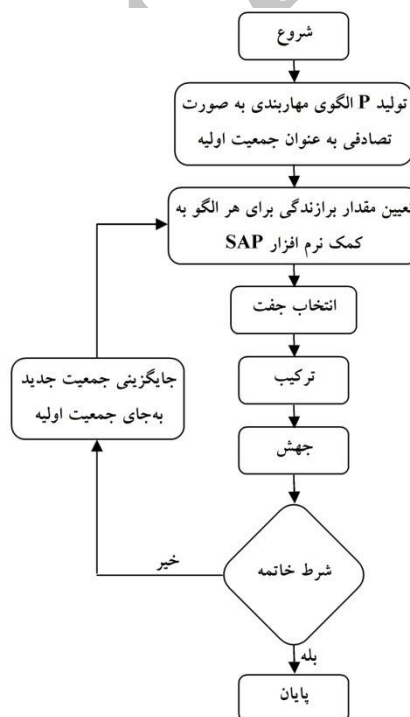 شروع
تولید P الگوی مهاربندی به صورت
تصادفی به عنوان جمعیت اولیه
تعیین مقدار برازندگی برای هر الگو به
کمک نرم افزار SAP
انتخاب جفت
ترکیب
جهش
جایگزینی جمعیت جدید
به‌جای جمعیت اولیه
شرط خاتمه
خیر
بله
پایان